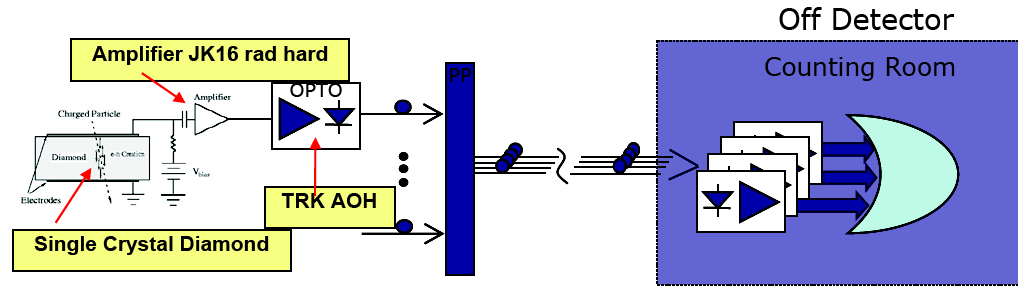 Off Detector
Amplifier JK16 rad hard
PP
Counting Room
OPTO
Amplifier
Charged Particle
Diamond
e-h Creation
Vbias
Electrodes
TRK AOH
Single Crystal Diamond